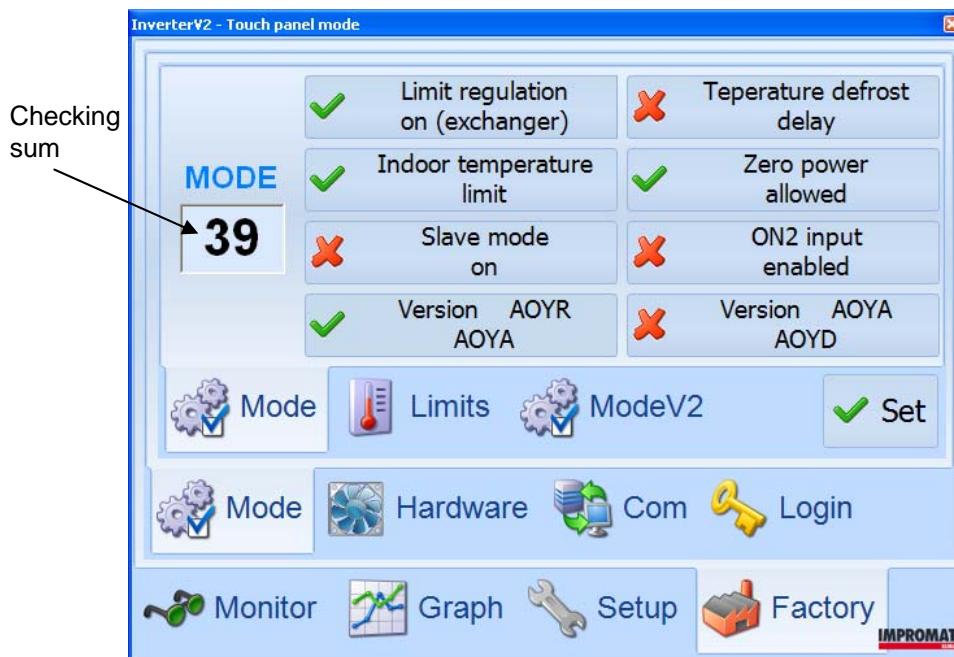 InverterV2 - Touch panel mode
Checking
sum
MODE
39
Limit regulation
on (exchanger)
Teperature defrost
delay
Indoor temperature
limit
Zero power
allowed
Slave mode
on
ON2 input
enabled
Version AOYR
AOYA
Version AOYA
AOYD
Mode
Limits
ModeV2
Set
Mode
Hardware
Com
Login
Monitor
Graph
Setup
Factory
IMPROMAT